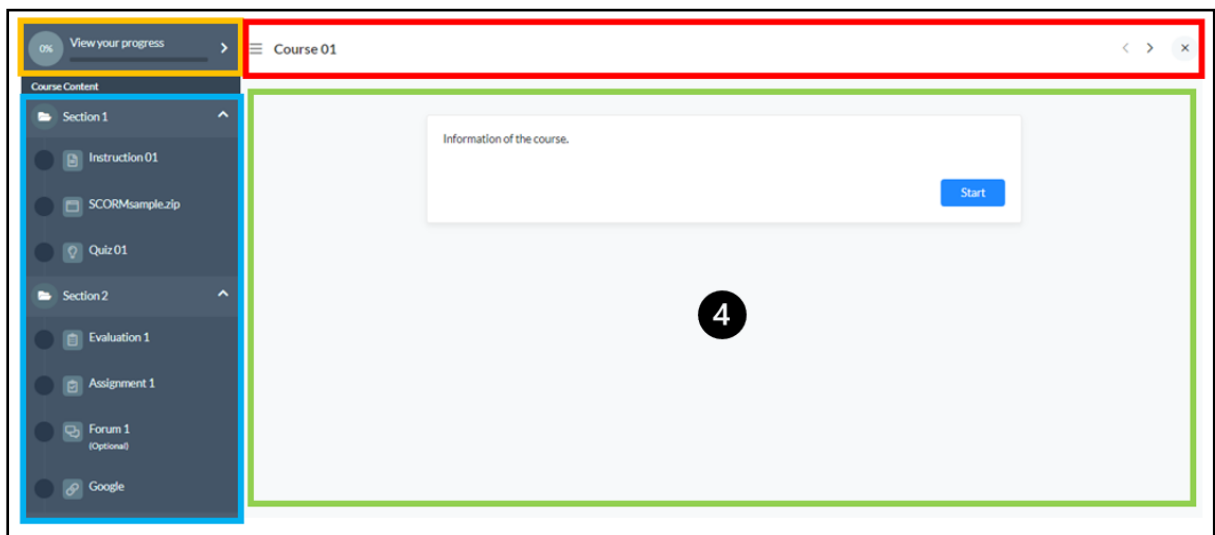 0%
View your progress
Course 01
Course Content
Section 1
Instruction 01
SCORMsample.zip
Quiz 01
Section 2
Evaluation 1
Assignment 1
Forum 1
(Optional)
Google
Information of the course.
Start
4